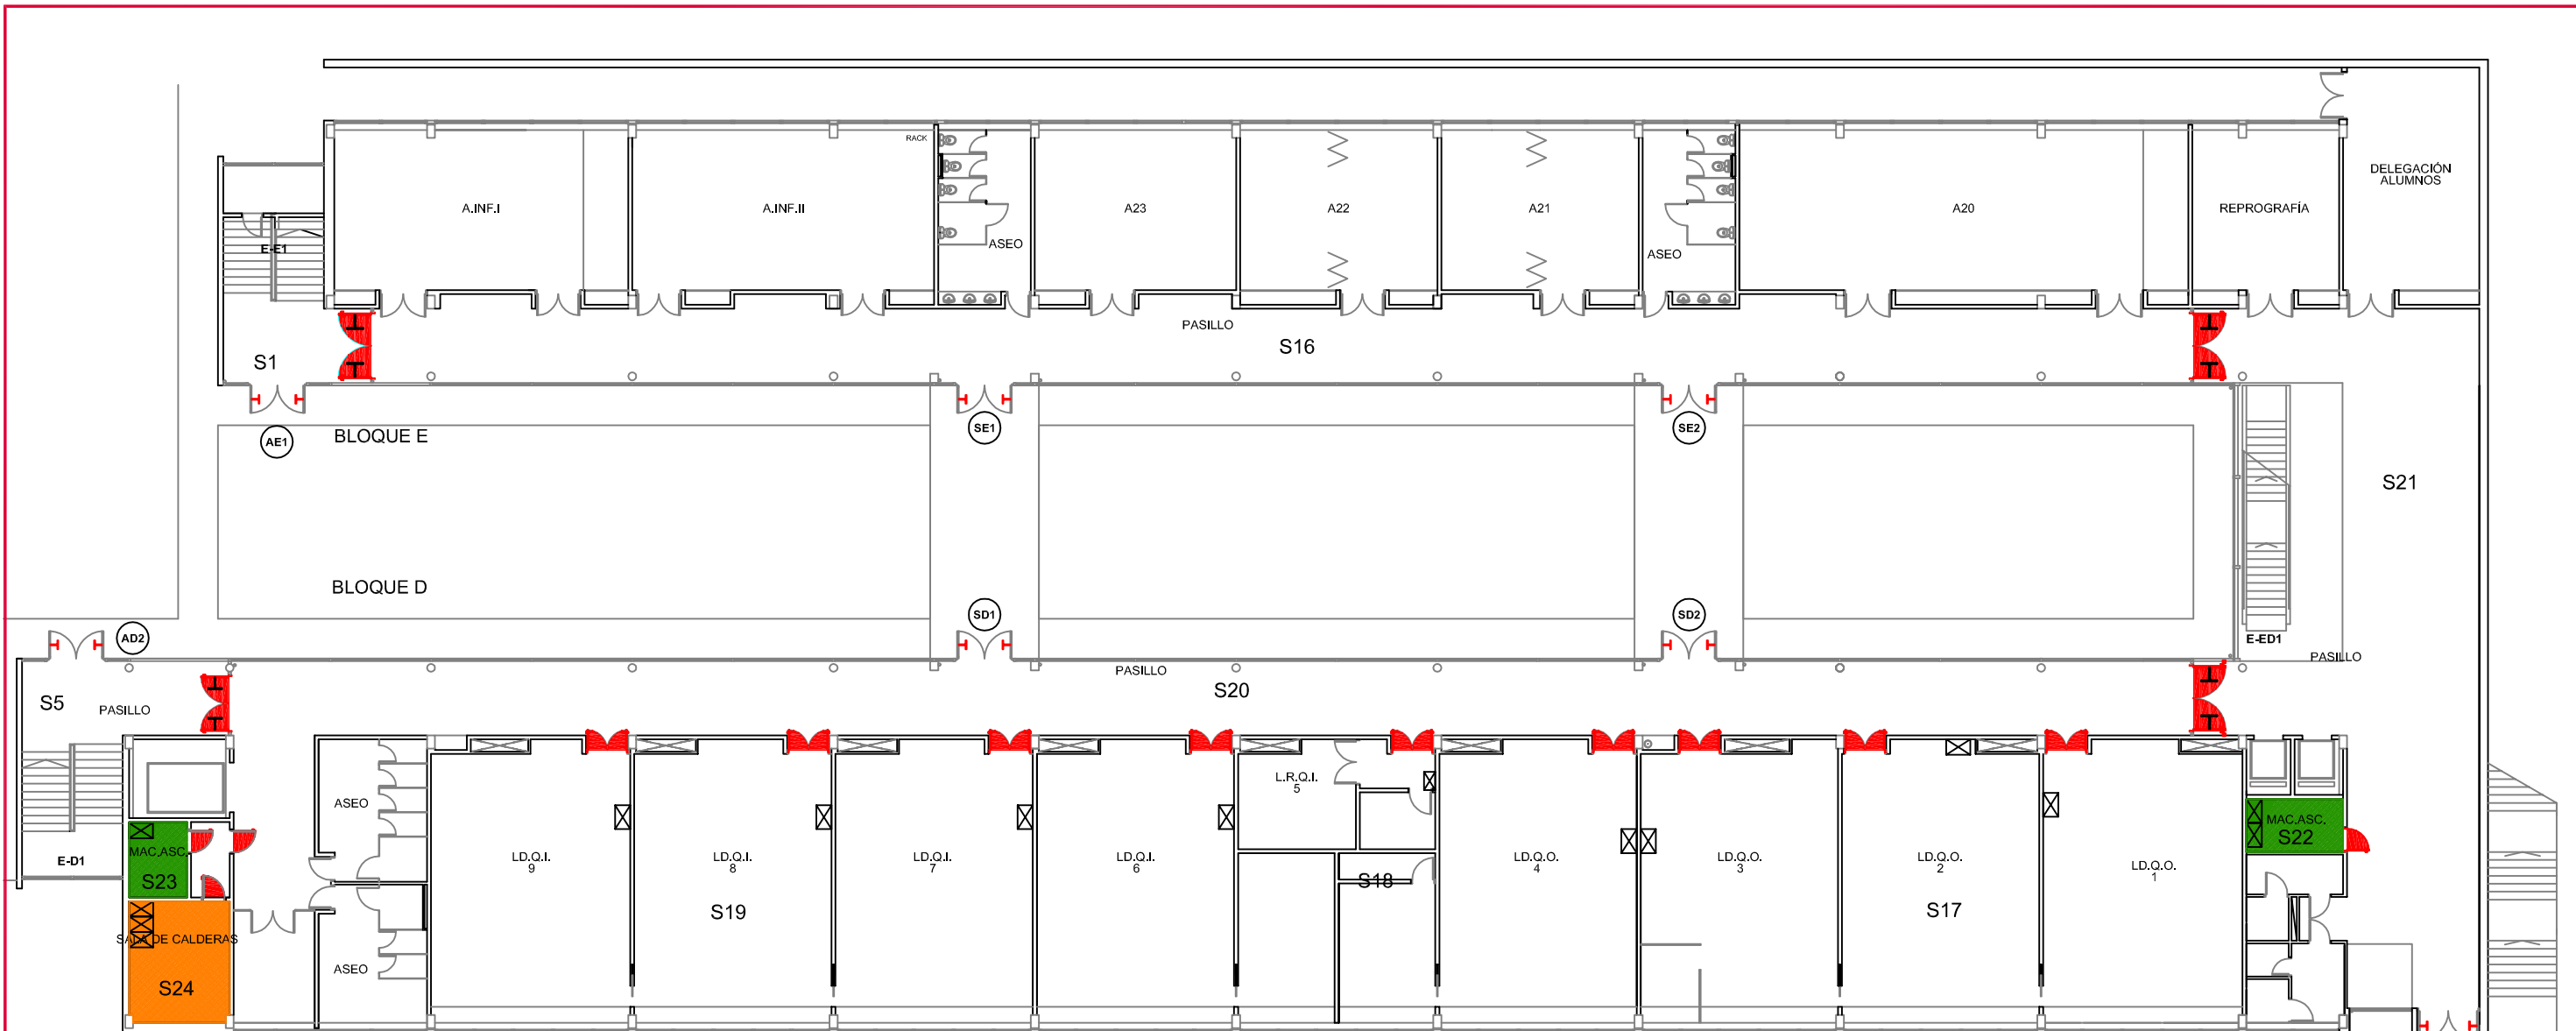 RACK
DELEGACIÓN
ALUMNOS
A.INF.I
A.INF.II
A23
A22
A21
A20
REPROGRAFÍA
E-E1
ASEO
ASEO
PASILLO
S16
S1
AE1
BLOQUE E
SE1
SE2
S21
BLOQUE D
SD1
SD2
AD2
E-ED1
PASILLO
PASILLO
S20
S5
PASILLO
L.R.Q.I.
5
ASEO
MAC.ASC.
S22
MAC.ASC.
S23
E-D1
LD.Q.I.
9
LD.Q.I.
8
LD.Q.I.
7
LD.Q.I.
6
LD.Q.O.
4
LD.Q.O.
3
LD.Q.O.
2
LD.Q.O.
1
S18
S19
S17
SALA DE CALDERAS
S24
ASEO